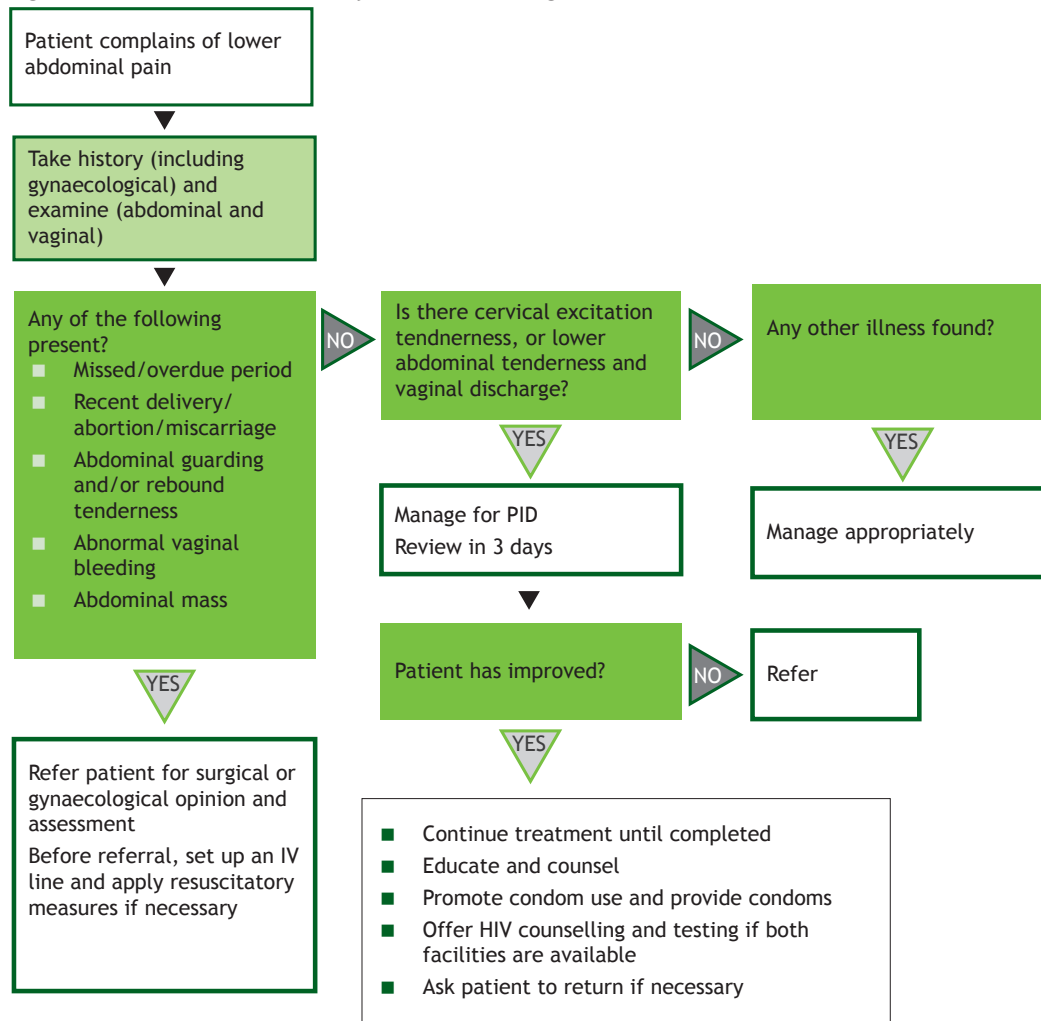 Patient complains of lower
abdominal pain
Take history (including
gynaecological) and
examine (abdominal and
vaginal)
Any of the following
present?
Missed/overdue period
Recent delivery/
abortion/miscarriage
Abdominal guarding
and/or rebound
tenderness
Abnormal vaginal
bleeding
Abdominal mass
NO
Is there cervical excitation
tendnerness, or lower
abdominal tenderness and
vaginal discharge?
NO
Any other illness found?
YES
YES
Manage for PID
Review in 3 days
Manage appropriately
Patient has improved?
NO
Refer
YES
YES
Refer patient for surgical or
gynaecological opinion and
assessment
Before referral, set up an IV
line and apply resuscitatory
measures if necessary
Continue treatment until completed
Educate and counsel
Promote condom use and provide condoms
Offer HIV counselling and testing if both
facilities are available
Ask patient to return if necessary